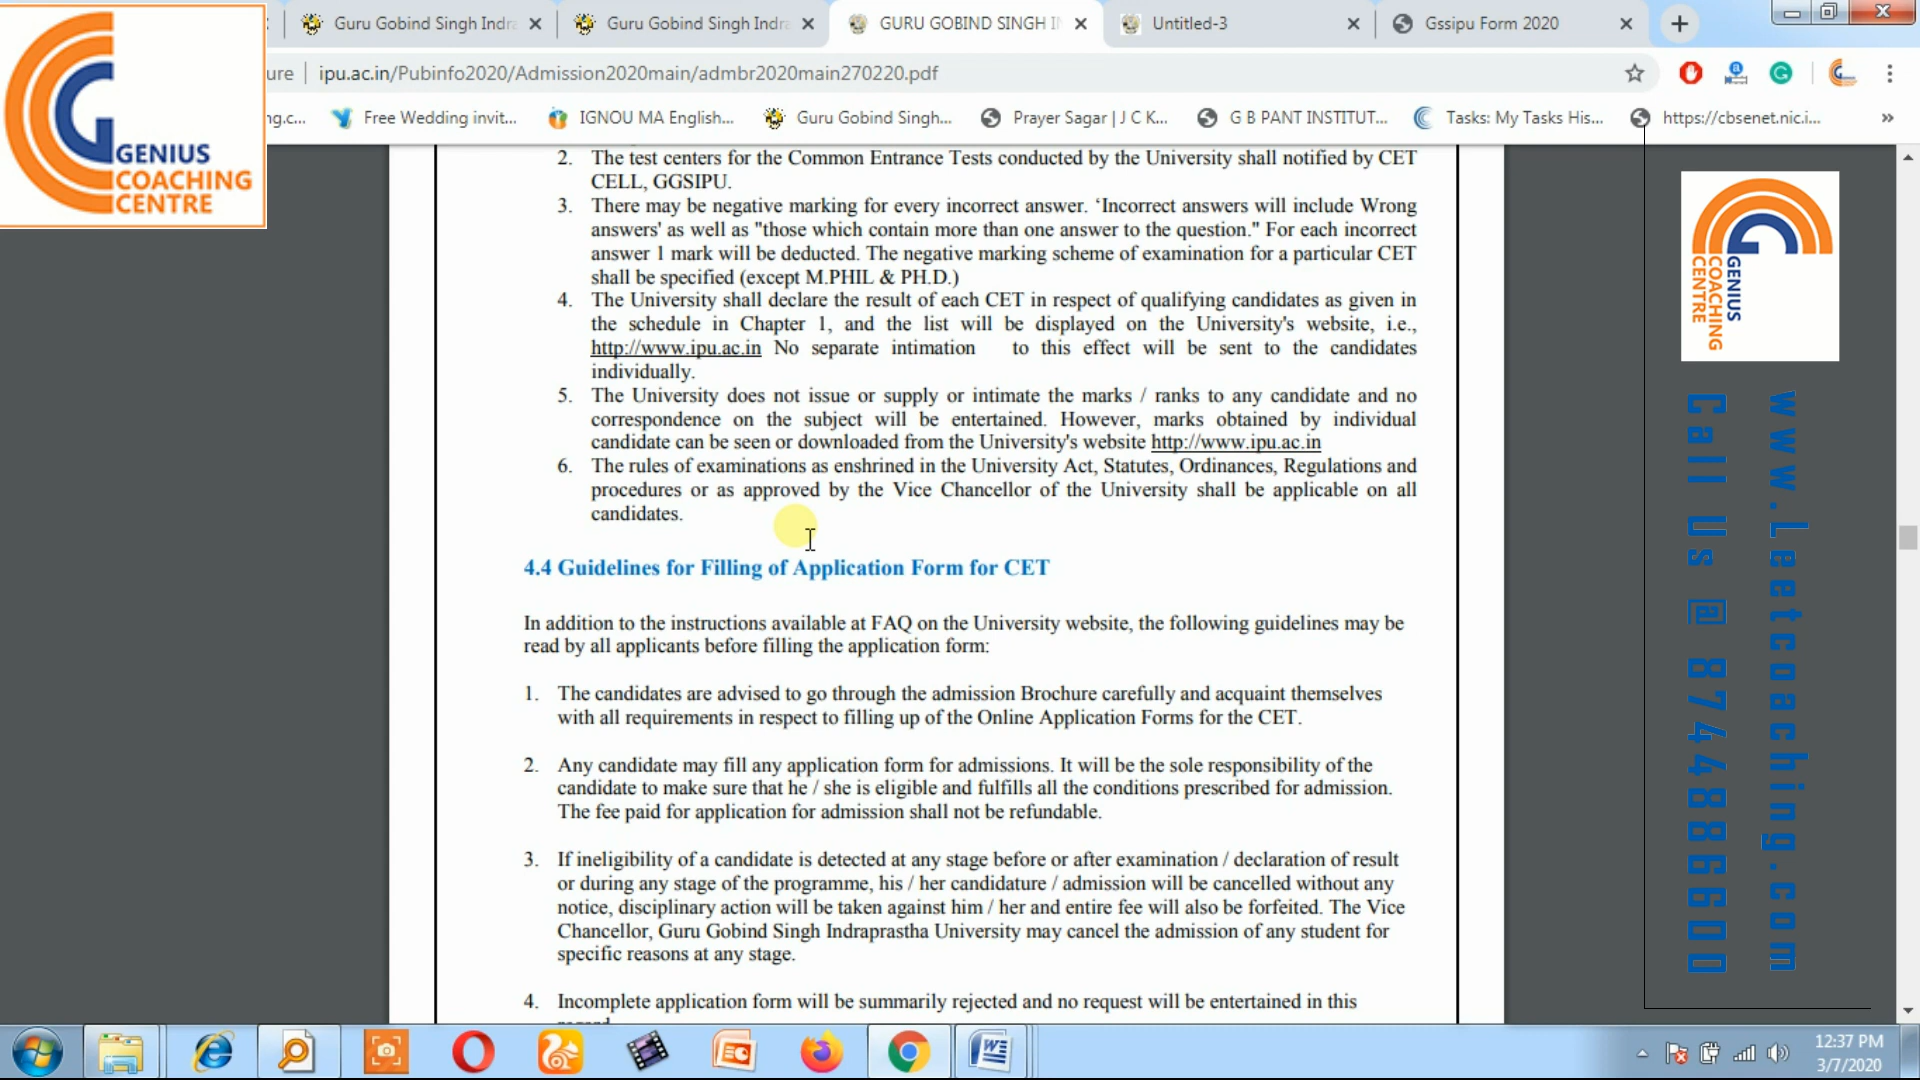 Guru Gobind Singh Indra
Guru Gobind Singh Indra
GURU GOBIND SINGH I
Untitled-3
Gssipu Form 2020
ure | ipu.ac.in/Pubinfo2020/Admission2020main/admbr2020main270220.pdf
ng.c...
Free Wedding invit...
IGNOU MA English...
Guru Gobind Singh...
Prayer Sagar | J C K...
G B PANT INSTITUT...
Tasks: My Tasks His...
https://cbsenet.nic.i...
»
GENIUS
COACHING
CENTRE
2. The test centers for the Common Entrance Tests conducted by the University shall notified by CET
CELL, GGSIPU.
3. There may be negative marking for every incorrect answer. ‘Incorrect answers will include Wrong
answers' as well as "those which contain more than one answer to the question." For each incorrect
answer 1 mark will be deducted. The negative marking scheme of examination for a particular CET
shall be specified (except M.PHIL & PH.D.)
4. The University shall declare the result of each CET in respect of qualifying candidates as given in
the schedule in Chapter 1, and the list will be displayed on the University's website, i.e.,
http://www.ipu.ac.in No separate intimation to this effect will be sent to the candidates
individually.
5. The University does not issue or supply or intimate the marks / ranks to any candidate and no
correspondence on the subject will be entertained. However, marks obtained by individual
candidate can be seen or downloaded from the University's website http://www.ipu.ac.in
6. The rules of examinations as enshrined in the University Act, Statutes, Ordinances, Regulations and
procedures or as approved by the Vice Chancellor of the University shall be applicable on all
candidates.
4.4 Guidelines for Filling of Application Form for CET
In addition to the instructions available at FAQ on the University website, the following guidelines may be
read by all applicants before filling the application form:
1. The candidates are advised to go through the admission Brochure carefully and acquaint themselves
with all requirements in respect to filling up of the Online Application Forms for the CET.
2. Any candidate may fill any application form for admissions. It will be the sole responsibility of the
candidate to make sure that he / she is eligible and fulfills all the conditions prescribed for admission.
The fee paid for application for admission shall not be refundable.
3. If ineligibility of a candidate is detected at any stage before or after examination / declaration of result
or during any stage of the programme, his / her candidature / admission will be cancelled without any
notice, disciplinary action will be taken against him / her and entire fee will also be forfeited. The Vice
Chancellor, Guru Gobind Singh Indraprastha University may cancel the admission of any student for
specific reasons at any stage.
4. Incomplete application form will be summarily rejected and no request will be entertained in this
GENIUS
COACHING
CENTRE
www.Leetcoaching.com
Call Us @ 8744886600
12:37 PM
3/7/2020